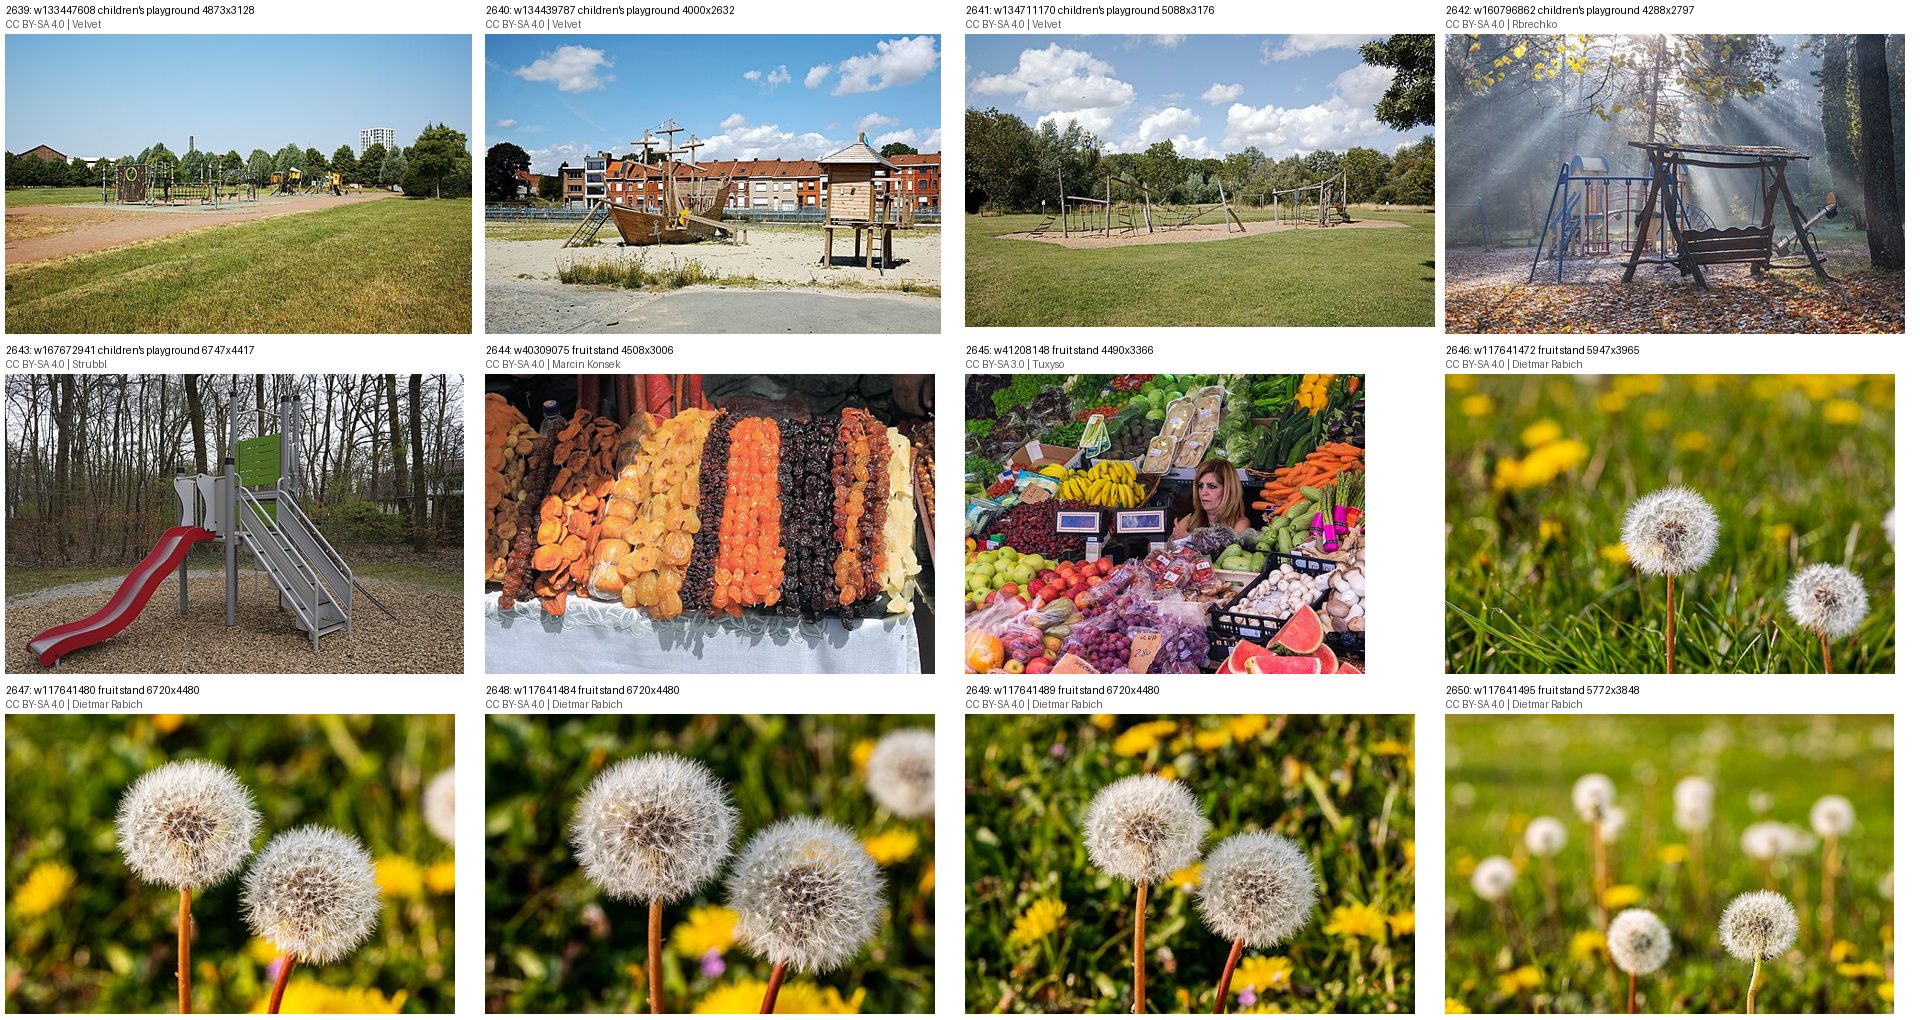 2639: w133447608 children's playground 4873x3128
CC BY-SA 4.0 | Velvet
2640: w134439787 children's playground 4000x2632
CC BY-SA 4.0 | Velvet
2641: w134711170 children's playground 5088x3176
CC BY-SA 4.0 | Velvet
2642: w160796862 children's playground 4288x2797
CC BY-SA 4.0 | Rbrechko
2643: w167672941 children's playground 6747x4417
CC BY-SA 4.0 | Strubbl
2644: w40309075 fruit stand 4508x3006
CC BY-SA 4.0 | Marcin Konsek
2645: w41208148 fruit stand 4490x3366
CC BY-SA 3.0 | Tuxyso
2646: w117641472 fruit stand 5947x3965
CC BY-SA 4.0 | Dietmar Rabich
UVA
2,50
2647: w117641480 fruit stand 6720x4480
CC BY-SA 4.0 | Dietmar Rabich
2648: w117641484 fruit stand 6720x4480
CC BY-SA 4.0 | Dietmar Rabich
2649: w117641489 fruit stand 6720x4480
CC BY-SA 4.0 | Dietmar Rabich
2650: w117641495 fruit stand 5772x3848
CC BY-SA 4.0 | Dietmar Rabich